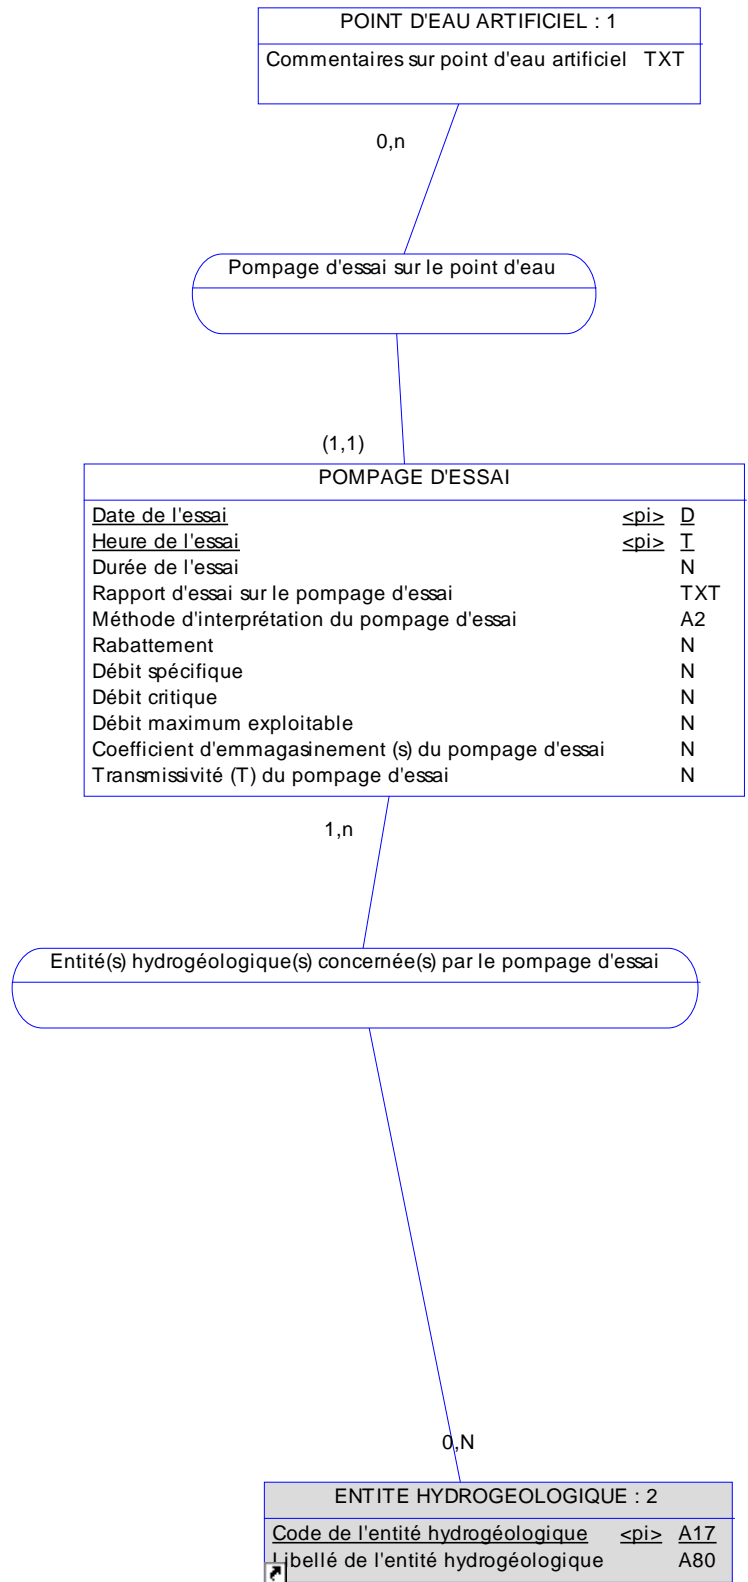 POINT D'EAU ARTIFICIEL : 1
Commentaires sur point d'eau artificiel TXT
0,n
Pompage d'essai sur le point d'eau
(1,1)
POMPAGE D'ESSAI
Date de l'essai <pi> D
Heure de l'essai <pi> T
Durée de l'essai N
Rapport d'essai sur le pompage d'essai TXT
Méthode d'interprétation du pompage d'essai A2
Rabattement N
Débit spécifique N
Débit critique N
Débit maximum exploitable N
Coefficient d'emmagasinement (s) du pompage d'essai N
Transmissivité (T) du pompage d'essai N
1,n
Entité(s) hydrogéologique(s) concernée(s) par le pompage d'essai
0,N
ENTITE HYDROGEOLOGIQUE : 2
Code de l'entité hydrogéologique <pi> A17
Libellé de l'entité hydrogéologique A80